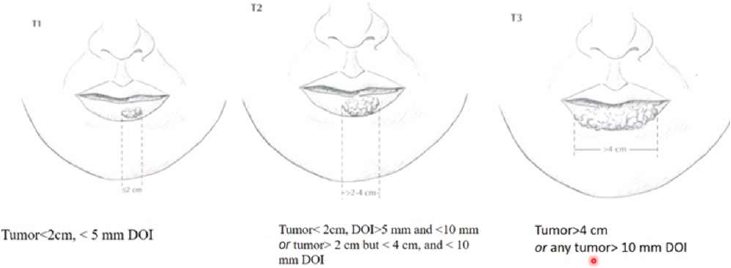 T1
T2
T3
≤2 cm
>2-4 cm
>4 cm
Tumor<2cm, < 5 mm DOI
Tumor< 2cm, DOI>5 mm and <10 mm
or tumor> 2 cm but < 4 cm, and < 10
mm DOI
Tumor>4 cm
or any tumor> 10 mm DOI